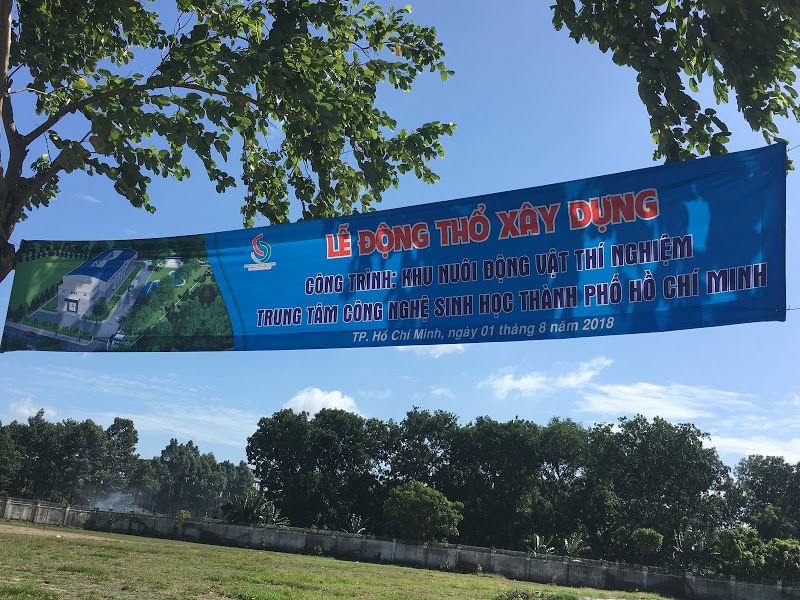 LỄ ĐỘNG THỔ XÂY DỰNG
CÔNG TRÌNH: KHU NUÔI ĐỘNG VẬT THÍ NGHIỆM
TRUNG TÂM CÔNG NGHỆ SINH HỌC THÀNH PHỐ HỒ CHÍ MINH
TP. Hồ Chí Minh, ngày 01 tháng 8 năm 2018